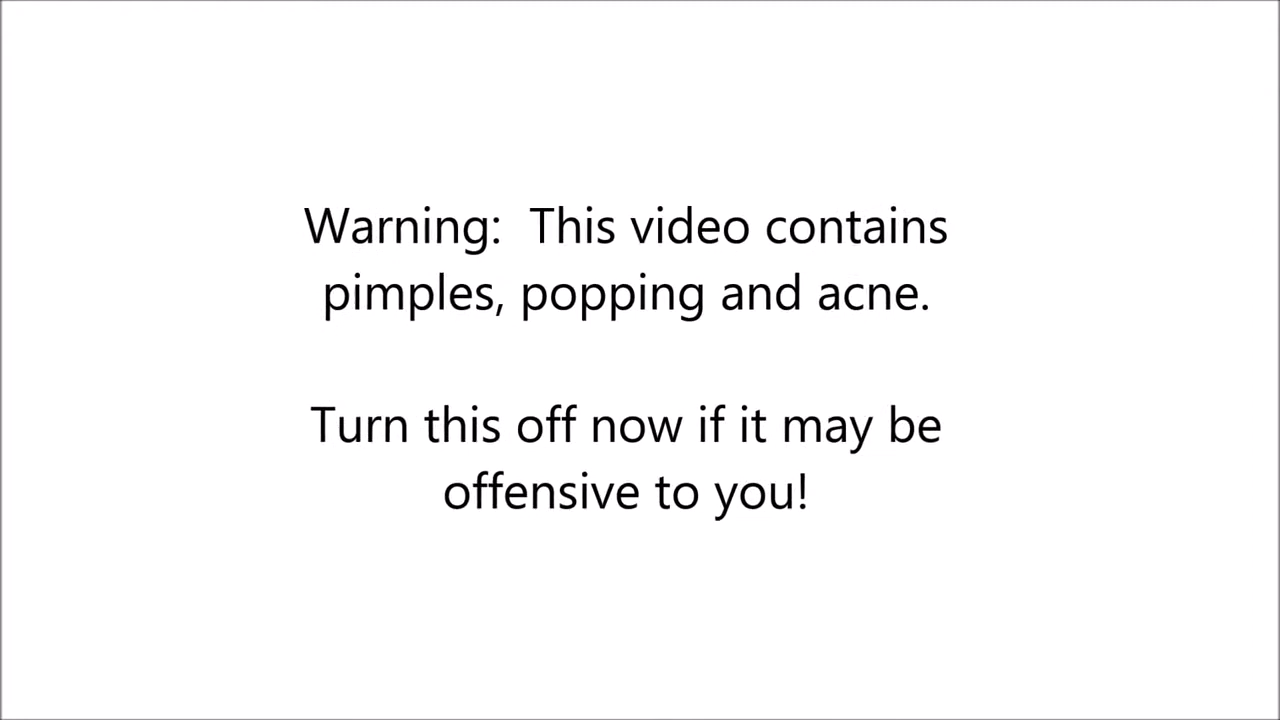 Warning:  This video contains
pimples, popping and acne.
Turn this off now if it may be
offensive to you!